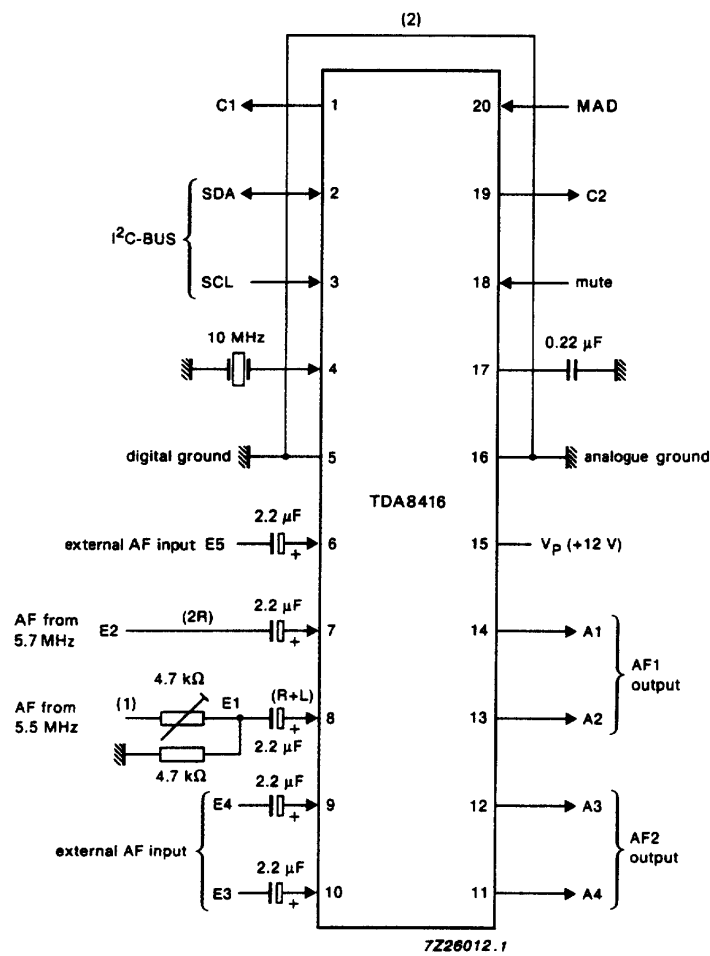 (2)
C1 1 20 MAD
SDA 2 19 C2
I²C-BUS
SCL 3 18 mute
10 MHz 0.22 μF
4 17
digital ground 5 16 analogue ground
TDA8416
2.2 μF
external AF input E5 + 6 15 VP (+12 V)
2.2 μF
AF from 5.7 MHz E2 (2R) + 7 14 A1
AF1 output
4.7 kΩ
AF from 5.5 MHz (1) E1 (R+L) + 8 13 A2
2.2 μF
4.7 kΩ
2.2 μF
E4 + 9 12 A3
external AF input AF2 output
2.2 μF
E3 + 10 11 A4
7Z26012.1